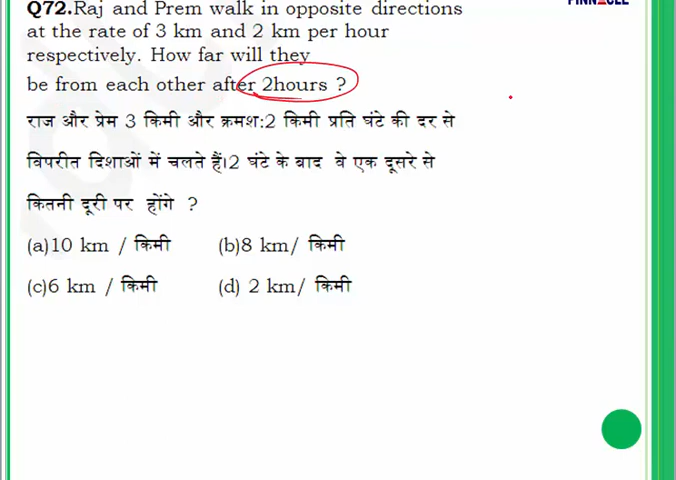 PINNACLE
Q72.Raj and Prem walk in opposite directions
at the rate of 3 km and 2 km per hour
respectively. How far will they
be from each other after 2hours ?
राज और प्रेम 3 किमी और क्रमश:2 किमी प्रति घंटे की दर से
विपरीत दिशाओं में चलते हैं।2 घंटे के बाद वे एक दूसरे से
कितनी दूरी पर होंगे ?
(a)10 km / किमी (b)8 km/ किमी
(c)6 km / किमी (d) 2 km/ किमी